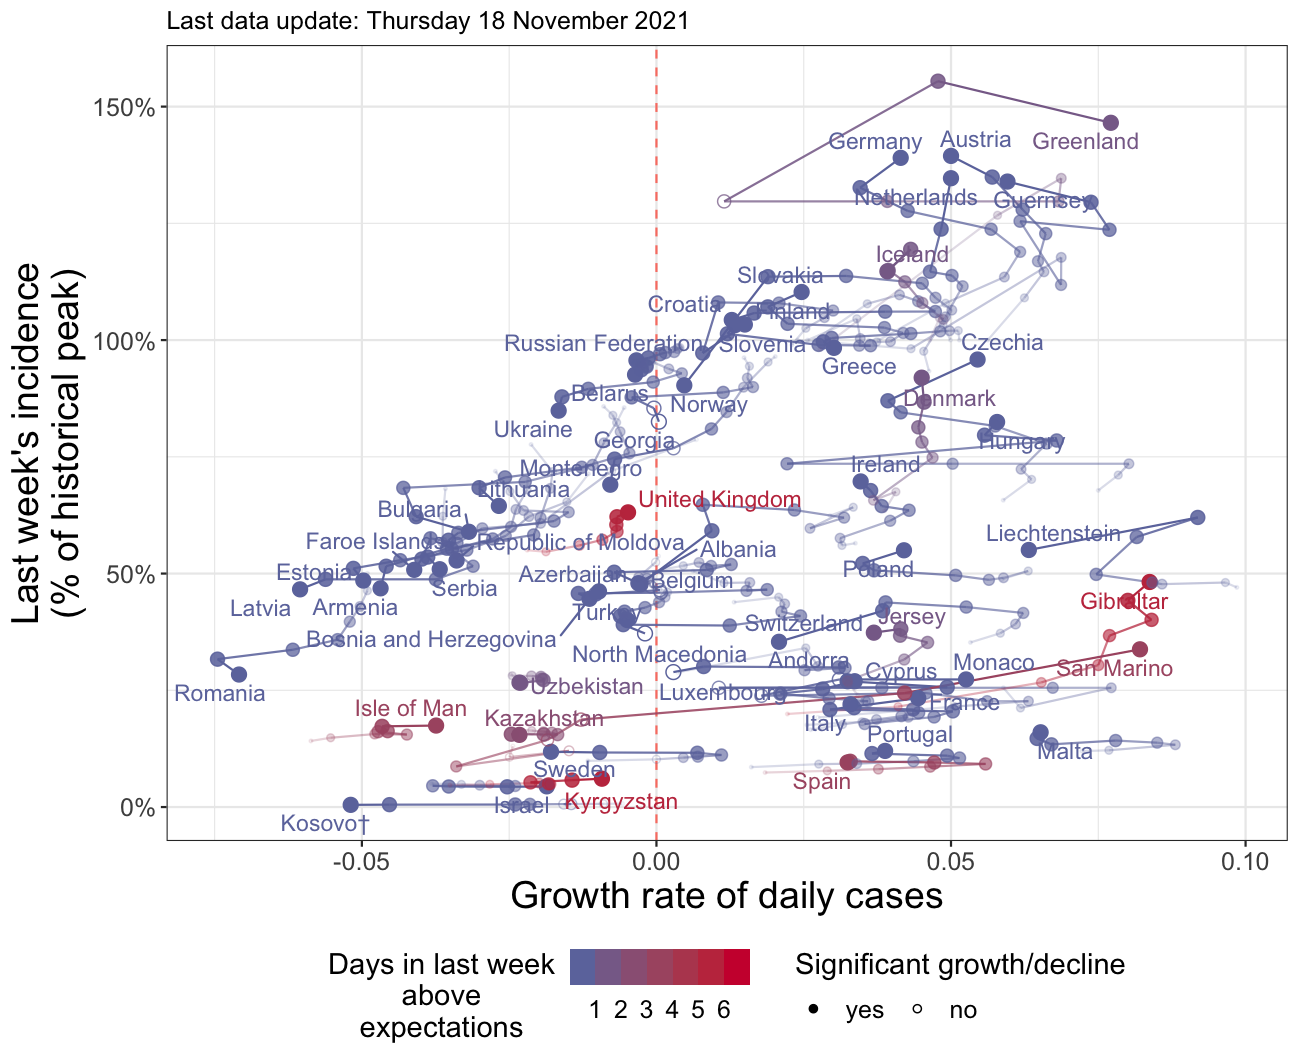 Last data update: Thursday 18 November 2021
Last week's incidence
(% of historical peak)
150%
100%
50%
0%
Greenland
Germany
Austria
Netherlands
Guernsey
Iceland
Slovakia
Croatia
Finland
Russian Federation
Slovenia
Czechia
Greece
Belarus
Norway
Denmark
Ukraine
Georgia
Hungary
Montenegro
Ireland
Lithuania
United Kingdom
Bulgaria
Liechtenstein
Faroe Islands
Republic of Moldova
Albania
Estonia
Azerbaijan
Belgium
Poland
Serbia
Latvia
Armenia
Turkey
Gibraltar
Jersey
Switzerland
Bosnia and Herzegovina
North Macedonia
Andorra
Monaco
San Marino
Cyprus
Romania
Uzbekistan
Luxembourg
France
Isle of Man
Kazakhstan
Italy
Portugal
Malta
Sweden
Spain
Israel
Kyrgyzstan
Kosovo†
-0.05
0.00
0.05
0.10
Growth rate of daily cases
Days in last week
above
expectations
1 2 3 4 5 6
Significant growth/decline
yes
no